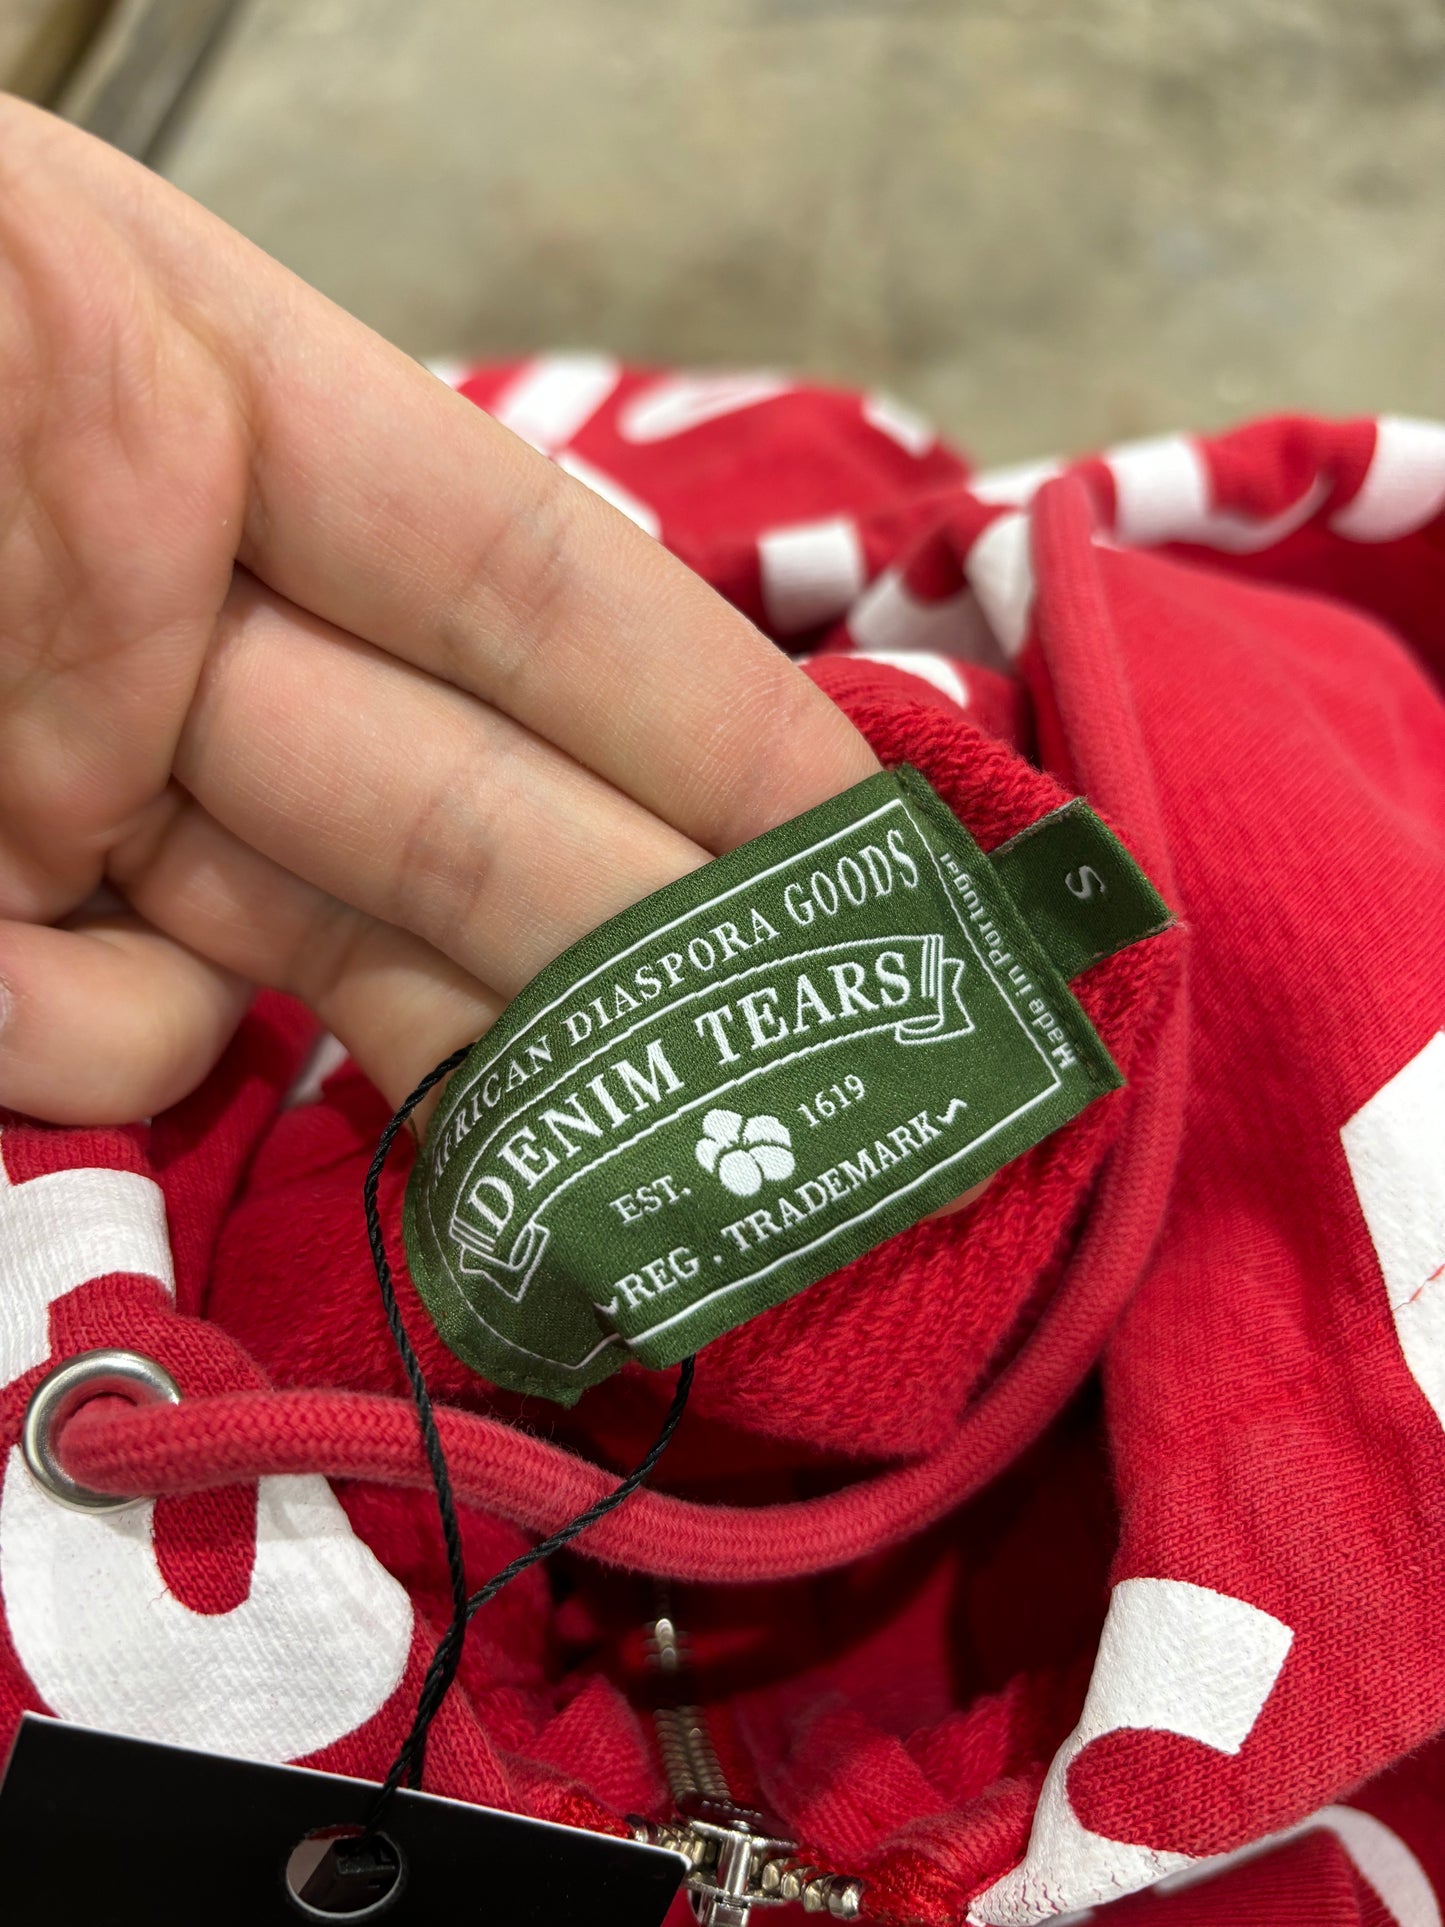 AFRICAN DIASPORA GOODS
DENIM TEARS
EST. 1619
REG. TRADEMARK
Made in Portugal
S